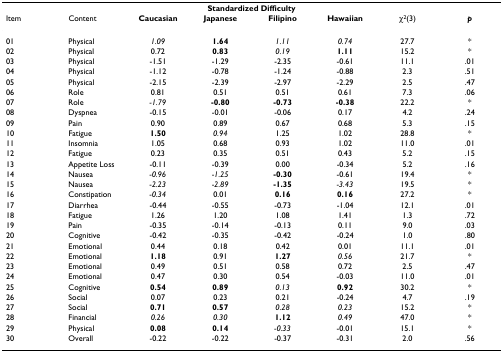 Standardized Difficulty
Item Content Caucasian Japanese Filipino Hawaiian χ²(3) p
01 Physical 1.09 1.64 1.11 0.74 27.7 *
02 Physical 0.72 0.83 0.19 1.11 15.2 *
03 Physical -1.51 -1.29 -2.35 -0.61 11.1 .01
04 Physical -1.12 -0.78 -1.24 -0.88 2.3 .51
05 Physical -2.15 -2.39 -2.97 -2.29 2.5 .47
06 Role 0.81 0.51 0.51 0.61 7.3 .06
07 Role -1.79 -0.80 -0.73 -0.38 22.2 *
08 Dyspnea -0.15 -0.01 -0.06 0.17 4.2 .24
09 Pain 0.90 0.89 0.67 0.68 5.3 .15
10 Fatigue 1.50 0.94 1.25 1.02 28.8 *
11 Insomnia 1.05 0.68 0.93 1.02 11.0 .01
12 Fatigue 0.23 0.35 0.51 0.43 5.2 .15
13 Appetite Loss -0.11 -0.39 0.00 -0.34 5.2 .16
14 Nausea -0.96 -1.25 -0.30 -0.61 19.4 *
15 Nausea -2.23 -2.89 -1.35 -3.43 19.5 *
16 Constipation -0.34 0.01 0.16 0.16 27.2 *
17 Diarrhea -0.44 -0.55 -0.73 -1.04 12.1 .01
18 Fatigue 1.26 1.20 1.08 1.41 1.3 .72
19 Pain -0.35 -0.14 -0.13 0.11 9.0 .03
20 Cognitive -0.42 -0.35 -0.42 -0.24 1.0 .80
21 Emotional 0.44 0.18 0.42 0.01 11.1 .01
22 Emotional 1.18 0.91 1.27 0.56 21.7 *
23 Emotional 0.49 0.51 0.58 0.72 2.5 .47
24 Emotional 0.47 0.30 0.54 -0.03 11.0 .01
25 Cognitive 0.54 0.89 0.13 0.92 30.2 *
26 Social 0.07 0.23 0.21 -0.24 4.7 .19
27 Social 0.71 0.57 0.28 0.23 15.2 *
28 Financial 0.26 0.30 1.12 0.49 47.0 *
29 Physical 0.08 0.14 -0.33 -0.01 15.1 *
30 Overall -0.22 -0.22 -0.37 -0.31 2.0 .56